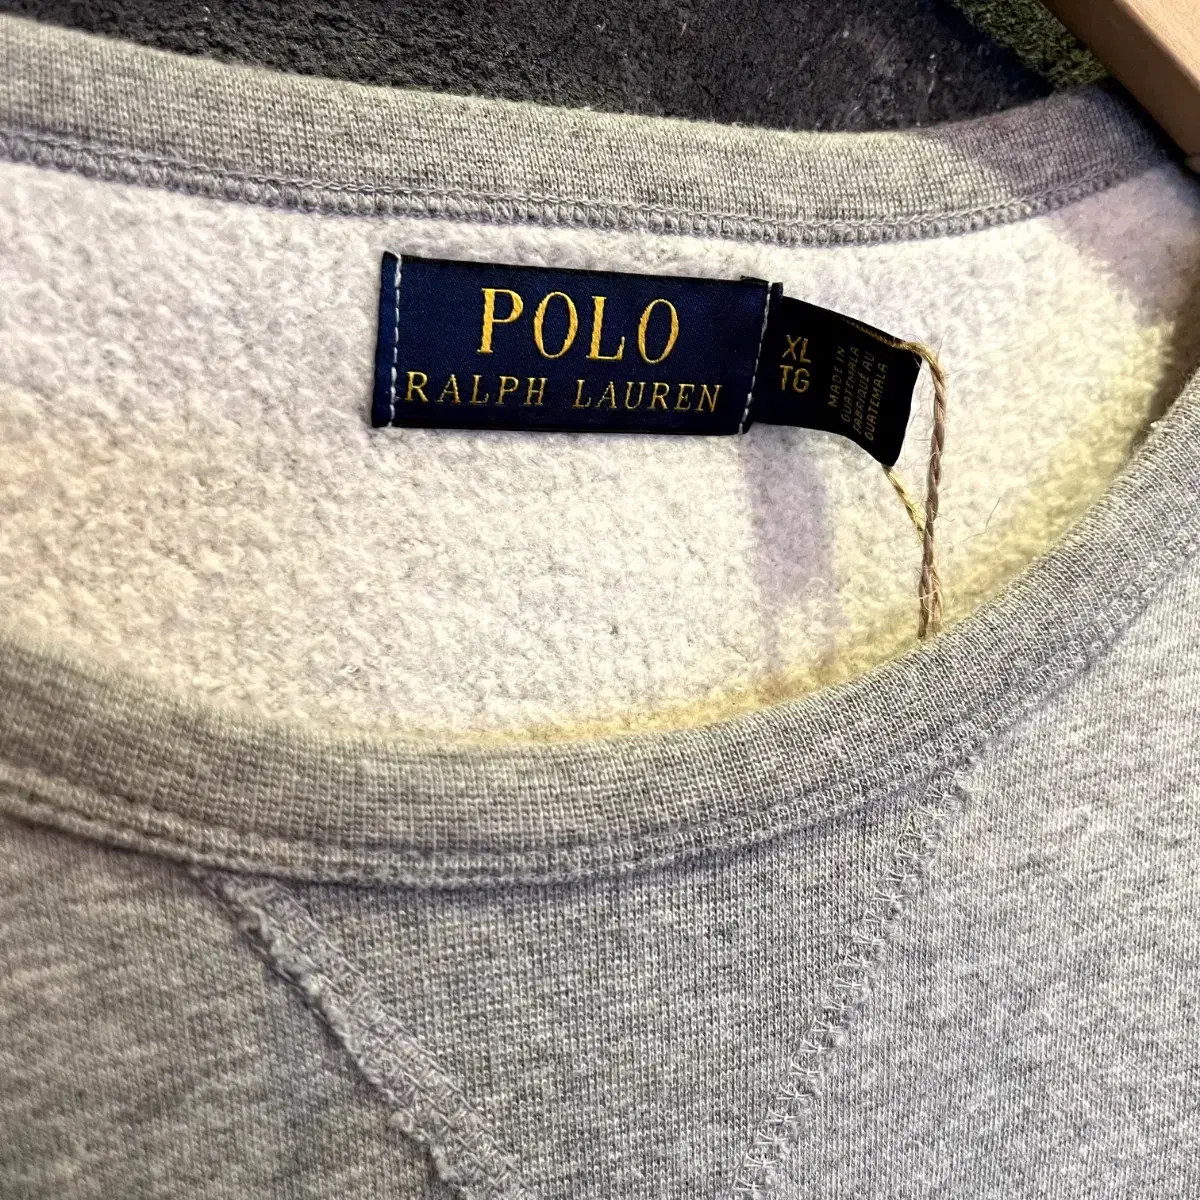 POLO
RALPH LAUREN
XL
TG
MADE IN
GUATEMALA
FABRIQUÉ AU
GUATEMALA